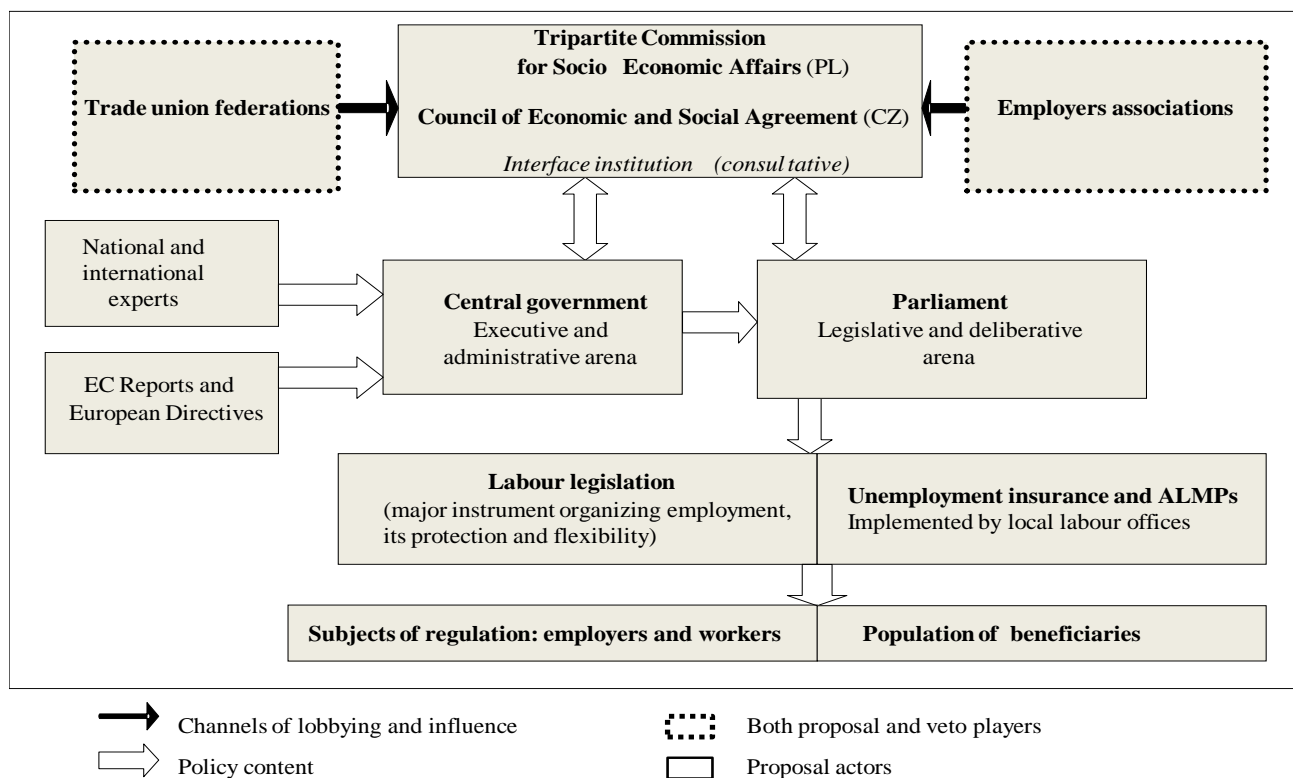 Tripartite Commission
for Socio Economic Affairs (PL)
Council of Economic and Social Agreement (CZ)
Interface institution (consul tative)
Trade union federations
Employers associations
National and
international
experts
EC Reports and
European Directives
Central government
Executive and
administrative arena
Parliament
Legislative and deliberative
arena
Labour legislation
(major instrument organizing employment,
its protection and flexibility)
Unemployment insurance and ALMPs
Implemented by local labour offices
Subjects of regulation: employers and workers
Population of beneficiaries
Channels of lobbying and influence
Both proposal and veto players
Policy content
Proposal actors